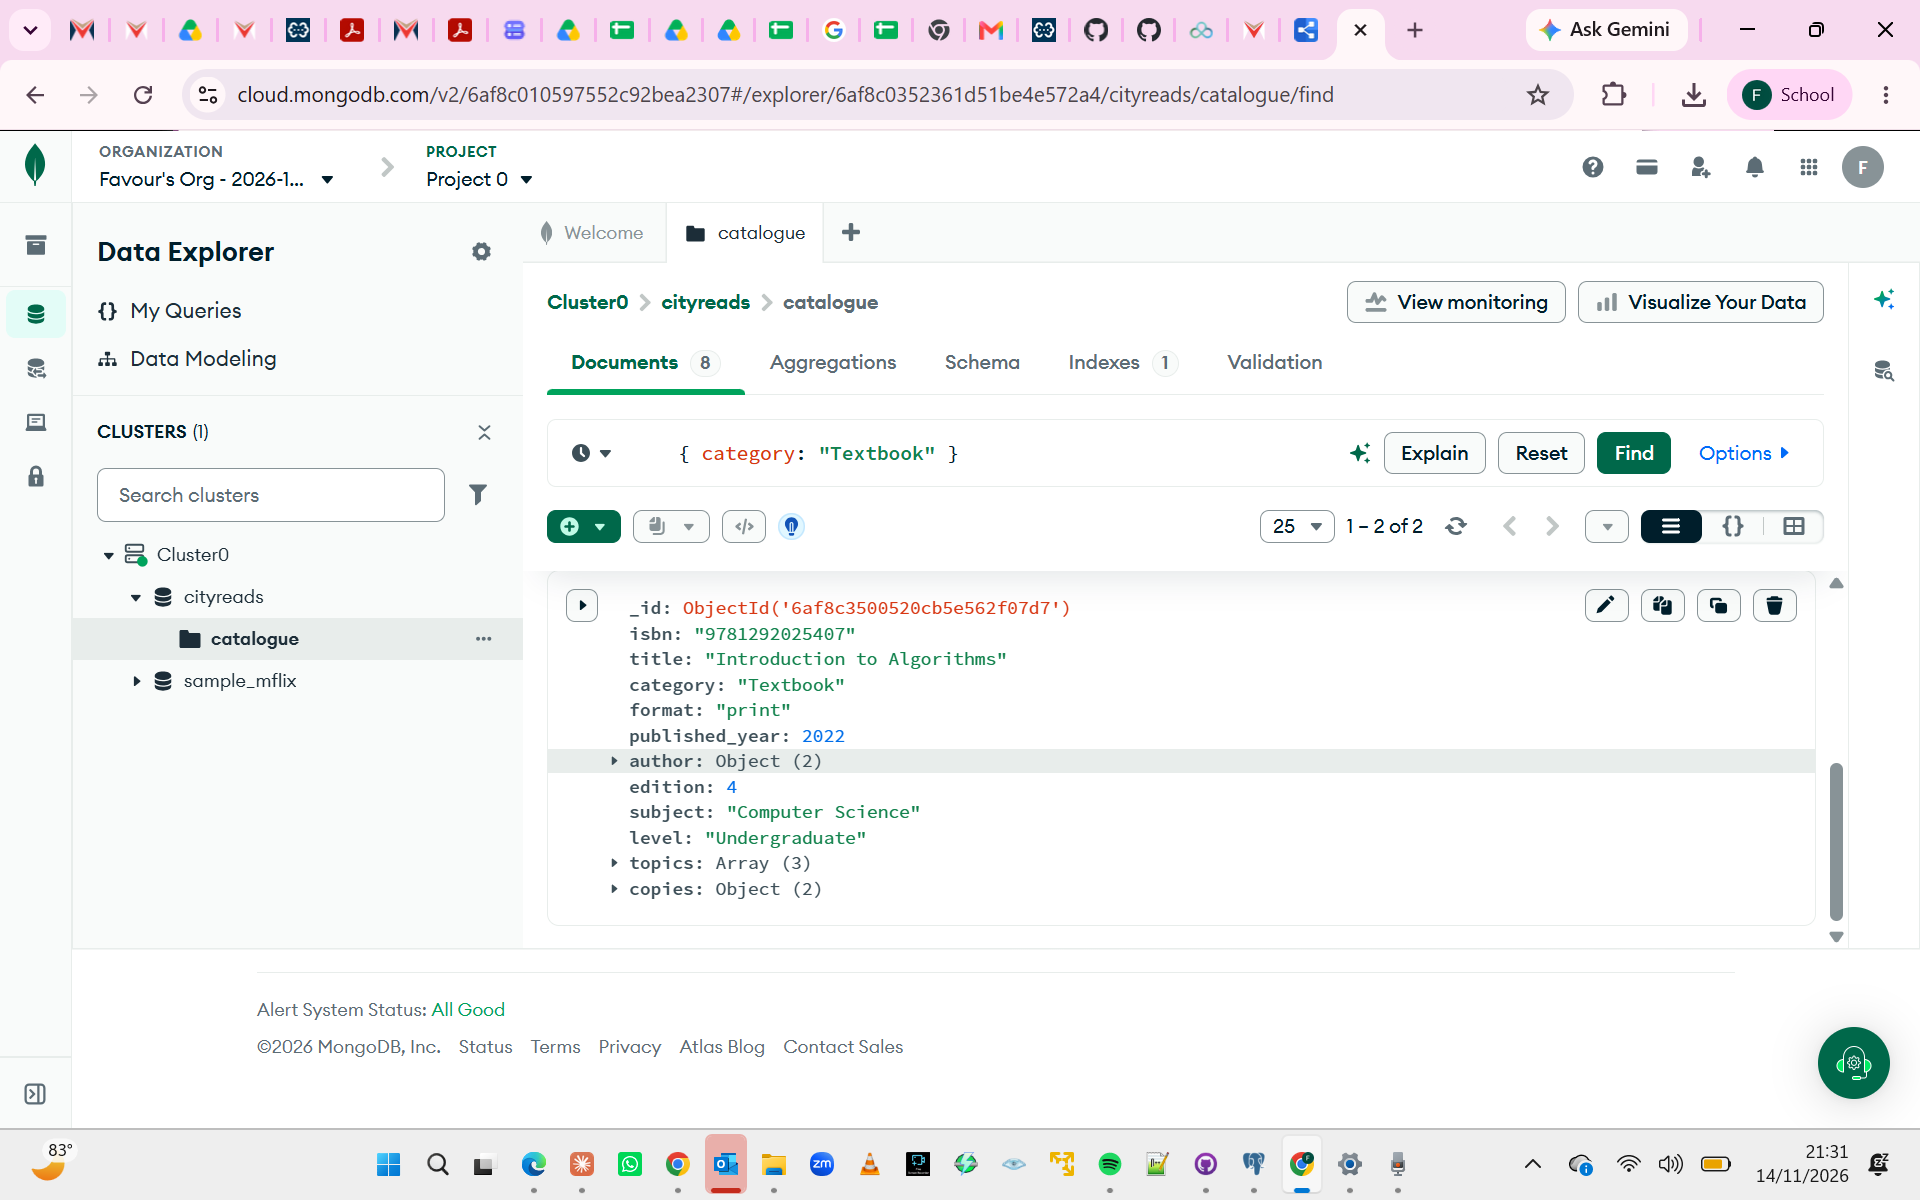 Ask Gemini
cloud.mongodb.com/v2/6af8c010597552c92bea2307#/explorer/6af8c0352361d51be4e572a4/cityreads/catalogue/find
F School
ORGANIZATION
Favour's Org - 2026-1...
PROJECT
Project 0
F
Data Explorer
My Queries
Data Modeling
CLUSTERS (1)
Search clusters
Cluster0
cityreads
catalogue
sample_mflix
Welcome
catalogue
Cluster0 > cityreads > catalogue
View monitoring
Visualize Your Data
Documents 8
Aggregations
Schema
Indexes 1
Validation
{ category: "Textbook" }
Explain
Reset
Find
Options
25
1 – 2 of 2
_id: ObjectId('6af8c3500520cb5e562f07d7')
isbn: "9781292025407"
title: "Introduction to Algorithms"
category: "Textbook"
format: "print"
published_year: 2022
author: Object (2)
edition: 4
subject: "Computer Science"
level: "Undergraduate"
topics: Array (3)
copies: Object (2)
Alert System Status: All Good
©2026 MongoDB, Inc. Status Terms Privacy Atlas Blog Contact Sales
83°
zm
21:31
14/11/2026